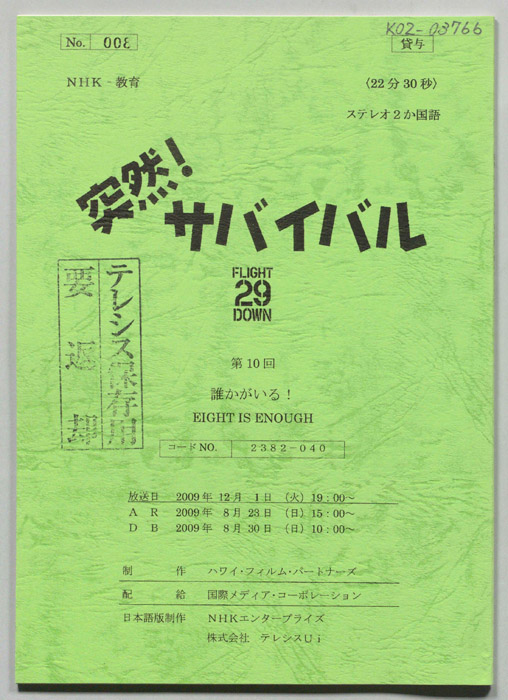 K02-03766
No. 008
貸与
NHK - 教育
〈22分30秒〉
ステレオ2か国語
突然!
サバイバル
FLIGHT
29
DOWN
テレシス保存用
要返却
第10回
誰かがいる!
EIGHT IS ENOUGH
コードNO. 2382-040
放送日 2009年 12月 1日 (火) 19:00~
A R 2009年 8月 23日 (日) 15:00~
D B 2009年 8月 30日 (日) 10:00~
制作 ハワイ・フィルム・パートナーズ
配給 国際メディア・コーポレーション
日本語版制作 NHKエンタープライズ
株式会社 テレシスUi